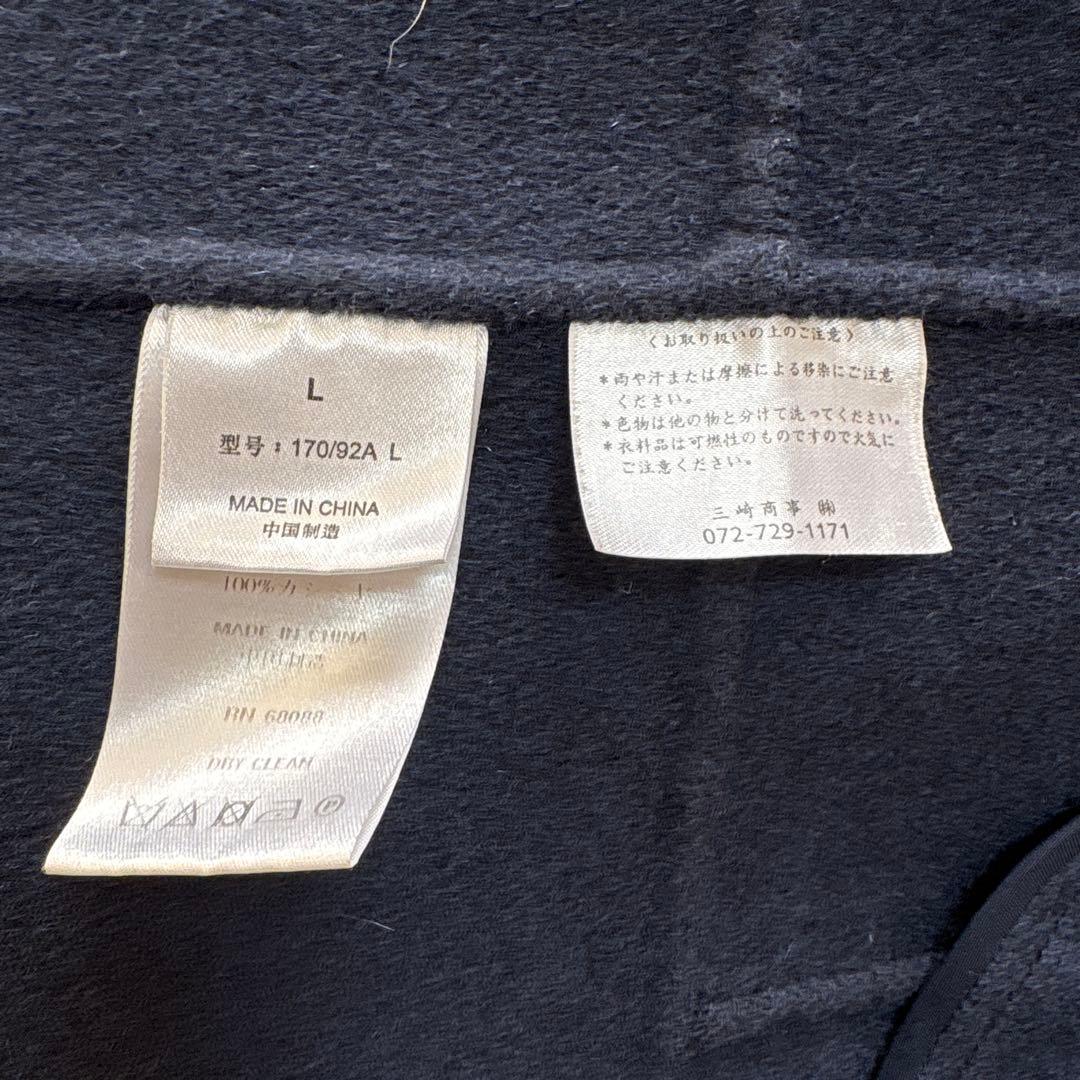 L
型号：170/92A L
MADE IN CHINA
中国制造
100%カ
MADE IN CHINA
RN 68088
DRY CLEAN
P
〈お取り扱いの上のご注意〉
*雨や汗または摩擦による移染にご注意
ください。
*色物は他の物と分けて洗ってください。
*衣料品は可燃性のものですので火気に
ご注意ください。
三崎商事㈱
072-729-1171